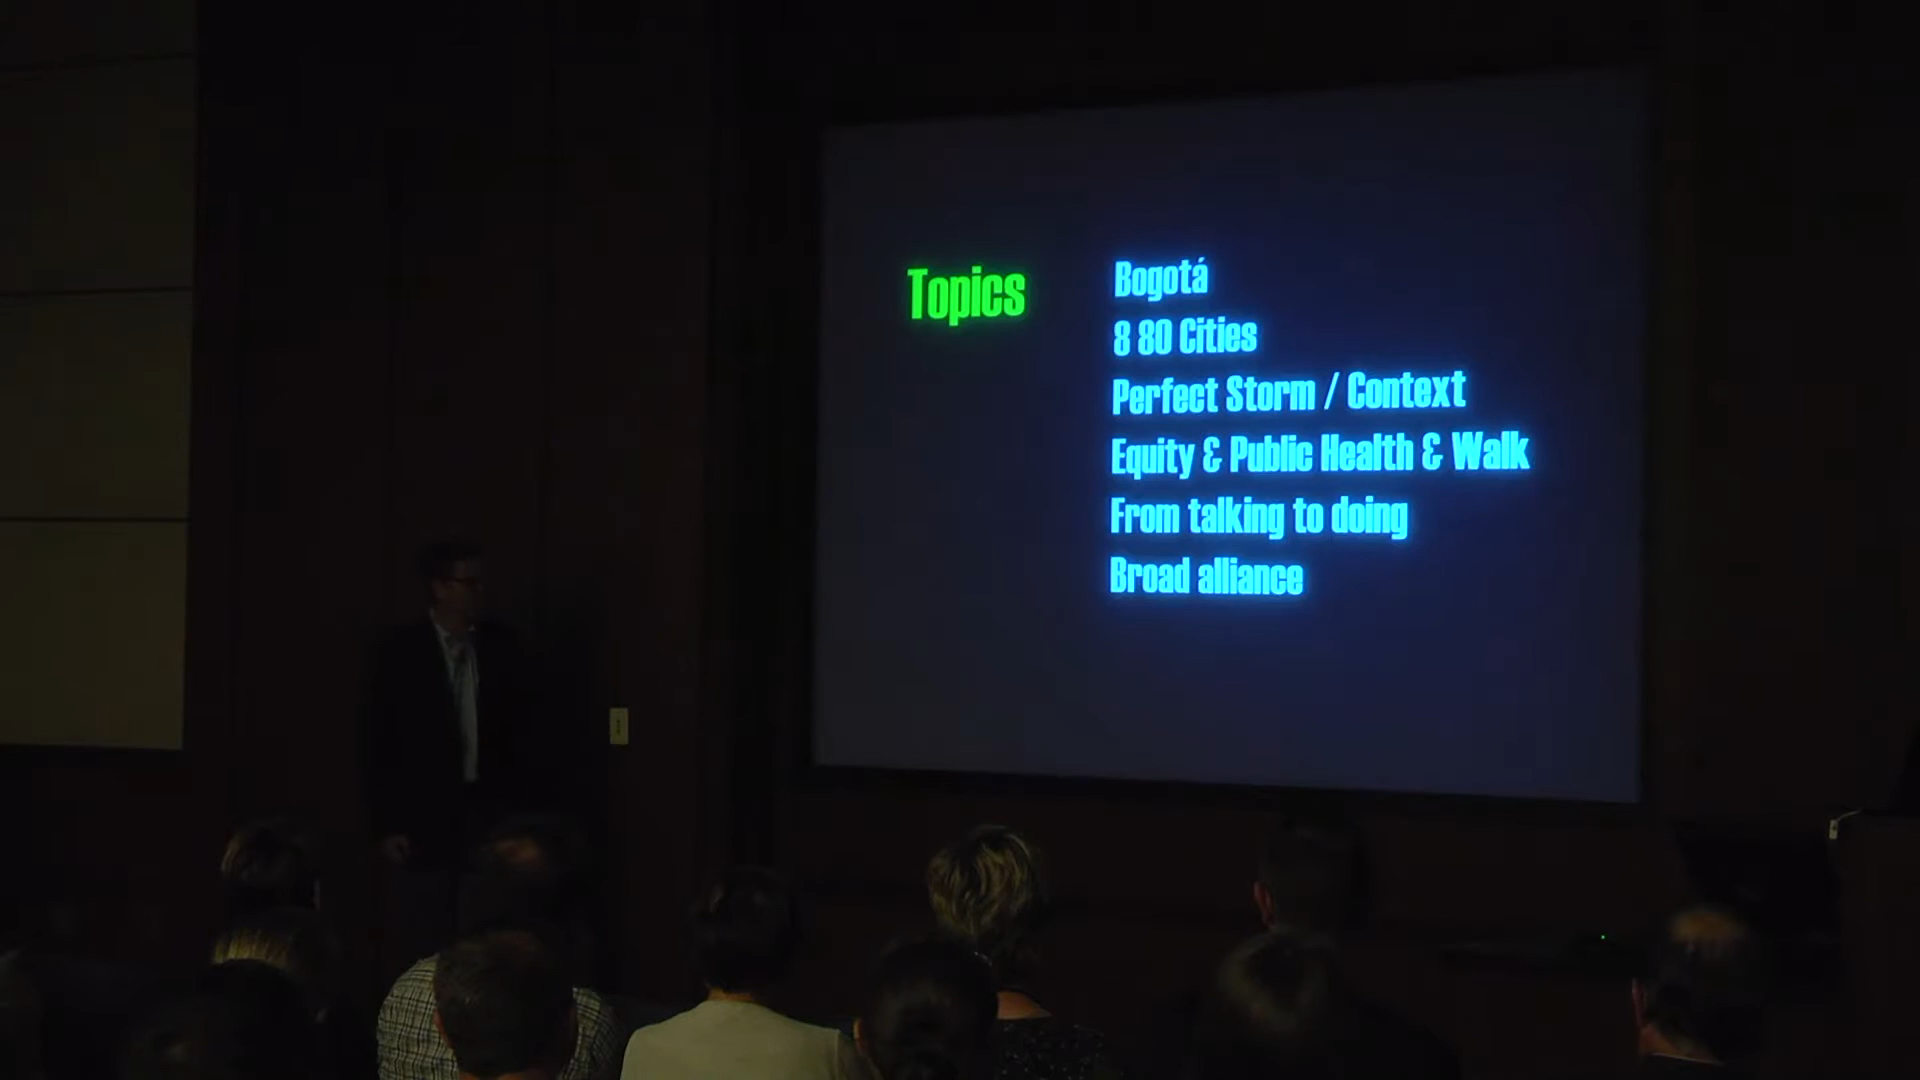 Topics
Bogotá
8 80 Cities
Perfect Storm / Context
Equity & Public Health & Walk
From talking to doing
Broad alliance